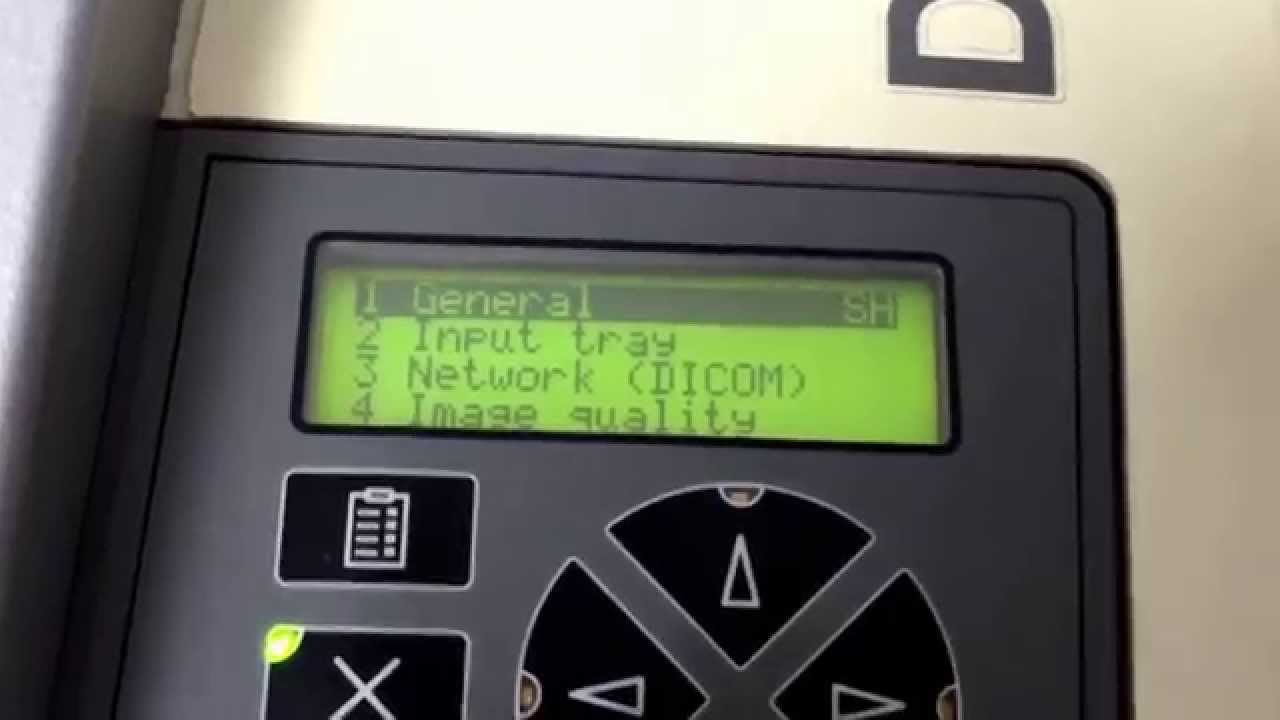 D
1 General SH
2 Input tray
3 Network (DICOM)
4 Image quality